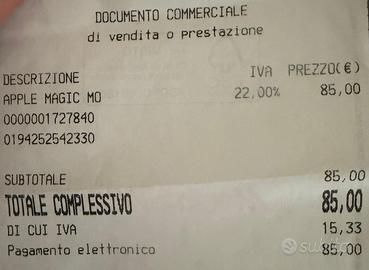 DOCUMENTO COMMERCIALE
di vendita o prestazione
DESCRIZIONE IVA PREZZO(€)
APPLE MAGIC MO 22,00% 85,00
0000001727840
0194252542330
SUBTOTALE 85,00
TOTALE COMPLESSIVO 85,00
DI CUI IVA 15,33
Pagamento elettronico 85,00
subito